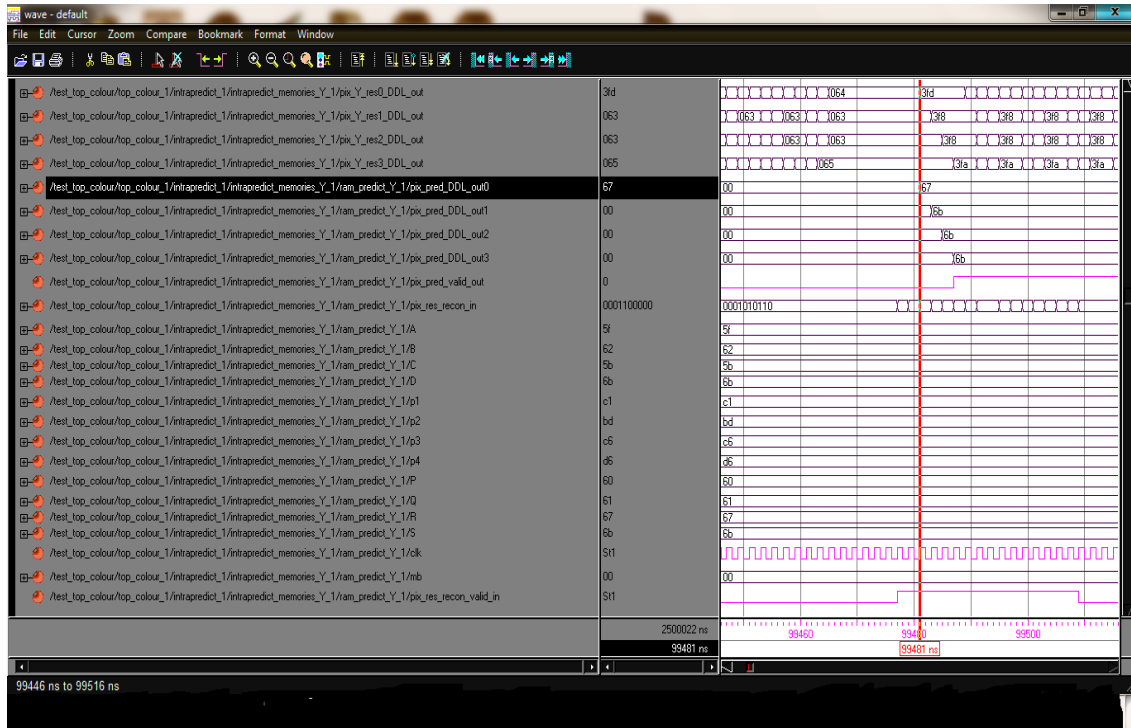 wave - default
File Edit Cursor Zoom Compare Bookmark Format Window
/test_top_colour/top_colour_1/intrapredict_1/intrapredict_memories_Y_1/pix_Y_res0_DDL_out 3fd 064 3fd
/test_top_colour/top_colour_1/intrapredict_1/intrapredict_memories_Y_1/pix_Y_res1_DDL_out 063 063 063 063 3f8 3f8 3f8 3f8
/test_top_colour/top_colour_1/intrapredict_1/intrapredict_memories_Y_1/pix_Y_res2_DDL_out 063 063 063 3f8 3f8 3f8 3f8
/test_top_colour/top_colour_1/intrapredict_1/intrapredict_memories_Y_1/pix_Y_res3_DDL_out 065 065 3fa 3fa 3fa 3fa
/test_top_colour/top_colour_1/intrapredict_1/intrapredict_memories_Y_1/ram_predict_Y_1/pix_pred_DDL_out0 67 00 67
/test_top_colour/top_colour_1/intrapredict_1/intrapredict_memories_Y_1/ram_predict_Y_1/pix_pred_DDL_out1 00 00 6b
/test_top_colour/top_colour_1/intrapredict_1/intrapredict_memories_Y_1/ram_predict_Y_1/pix_pred_DDL_out2 00 00 6b
/test_top_colour/top_colour_1/intrapredict_1/intrapredict_memories_Y_1/ram_predict_Y_1/pix_pred_DDL_out3 00 00 6b
/test_top_colour/top_colour_1/intrapredict_1/intrapredict_memories_Y_1/ram_predict_Y_1/pix_pred_valid_out 0
/test_top_colour/top_colour_1/intrapredict_1/intrapredict_memories_Y_1/ram_predict_Y_1/pix_res_recon_in 0001100000 0001010110
/test_top_colour/top_colour_1/intrapredict_1/intrapredict_memories_Y_1/ram_predict_Y_1/A 5f 5f
/test_top_colour/top_colour_1/intrapredict_1/intrapredict_memories_Y_1/ram_predict_Y_1/B 62 62
/test_top_colour/top_colour_1/intrapredict_1/intrapredict_memories_Y_1/ram_predict_Y_1/C 5b 5b
/test_top_colour/top_colour_1/intrapredict_1/intrapredict_memories_Y_1/ram_predict_Y_1/D 6b 6b
/test_top_colour/top_colour_1/intrapredict_1/intrapredict_memories_Y_1/ram_predict_Y_1/p1 c1 c1
/test_top_colour/top_colour_1/intrapredict_1/intrapredict_memories_Y_1/ram_predict_Y_1/p2 bd bd
/test_top_colour/top_colour_1/intrapredict_1/intrapredict_memories_Y_1/ram_predict_Y_1/p3 c6 c6
/test_top_colour/top_colour_1/intrapredict_1/intrapredict_memories_Y_1/ram_predict_Y_1/p4 d6 d6
/test_top_colour/top_colour_1/intrapredict_1/intrapredict_memories_Y_1/ram_predict_Y_1/P 60 60
/test_top_colour/top_colour_1/intrapredict_1/intrapredict_memories_Y_1/ram_predict_Y_1/Q 61 61
/test_top_colour/top_colour_1/intrapredict_1/intrapredict_memories_Y_1/ram_predict_Y_1/R 67 67
/test_top_colour/top_colour_1/intrapredict_1/intrapredict_memories_Y_1/ram_predict_Y_1/S 6b 6b
/test_top_colour/top_colour_1/intrapredict_1/intrapredict_memories_Y_1/ram_predict_Y_1/clk St1
/test_top_colour/top_colour_1/intrapredict_1/intrapredict_memories_Y_1/ram_predict_Y_1/mb 00 00
/test_top_colour/top_colour_1/intrapredict_1/intrapredict_memories_Y_1/ram_predict_Y_1/pix_res_recon_valid_in St1
2500022 ns 99460 99480 99500
99481 ns 99481 ns
99446 ns to 99516 ns